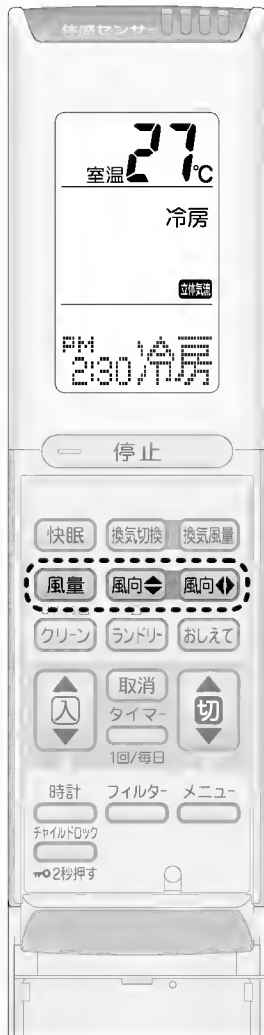 体感センサー
室温27℃
冷房
立体気流
PM
2:30冷房
停止
快眠 換気切換 換気風量
風量 風向 風向
クリーン ランドリー おしえて
取消
入 タイマー 切
1回/毎日
時計 フィルター メニュー
チャイルドロック
2秒押す